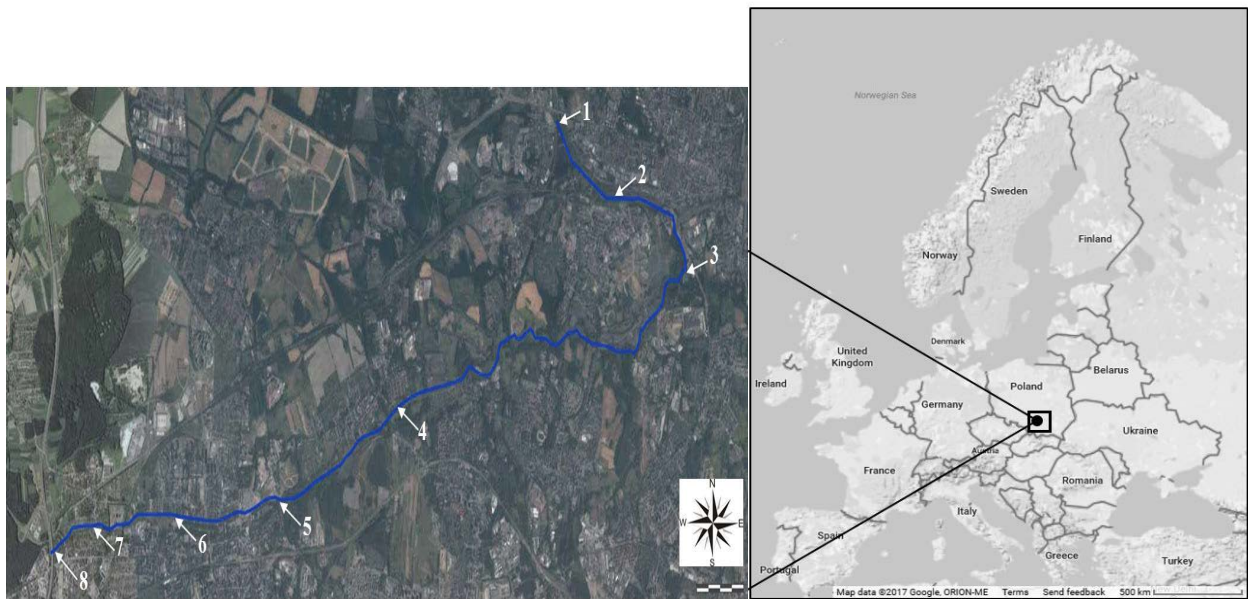 1
2
3
4
5
6
7
8
N
W E
S
Norwegian Sea
Sweden
Finland
Norway
Denmark
United
Kingdom
Ireland
Belarus
Poland
Germany
Ukraine
Austria
France
Romania
Italy
Spain
Portugal
Greece
Turkey
Map data ©2017 Google, ORION-ME Terms Send feedback 500 km